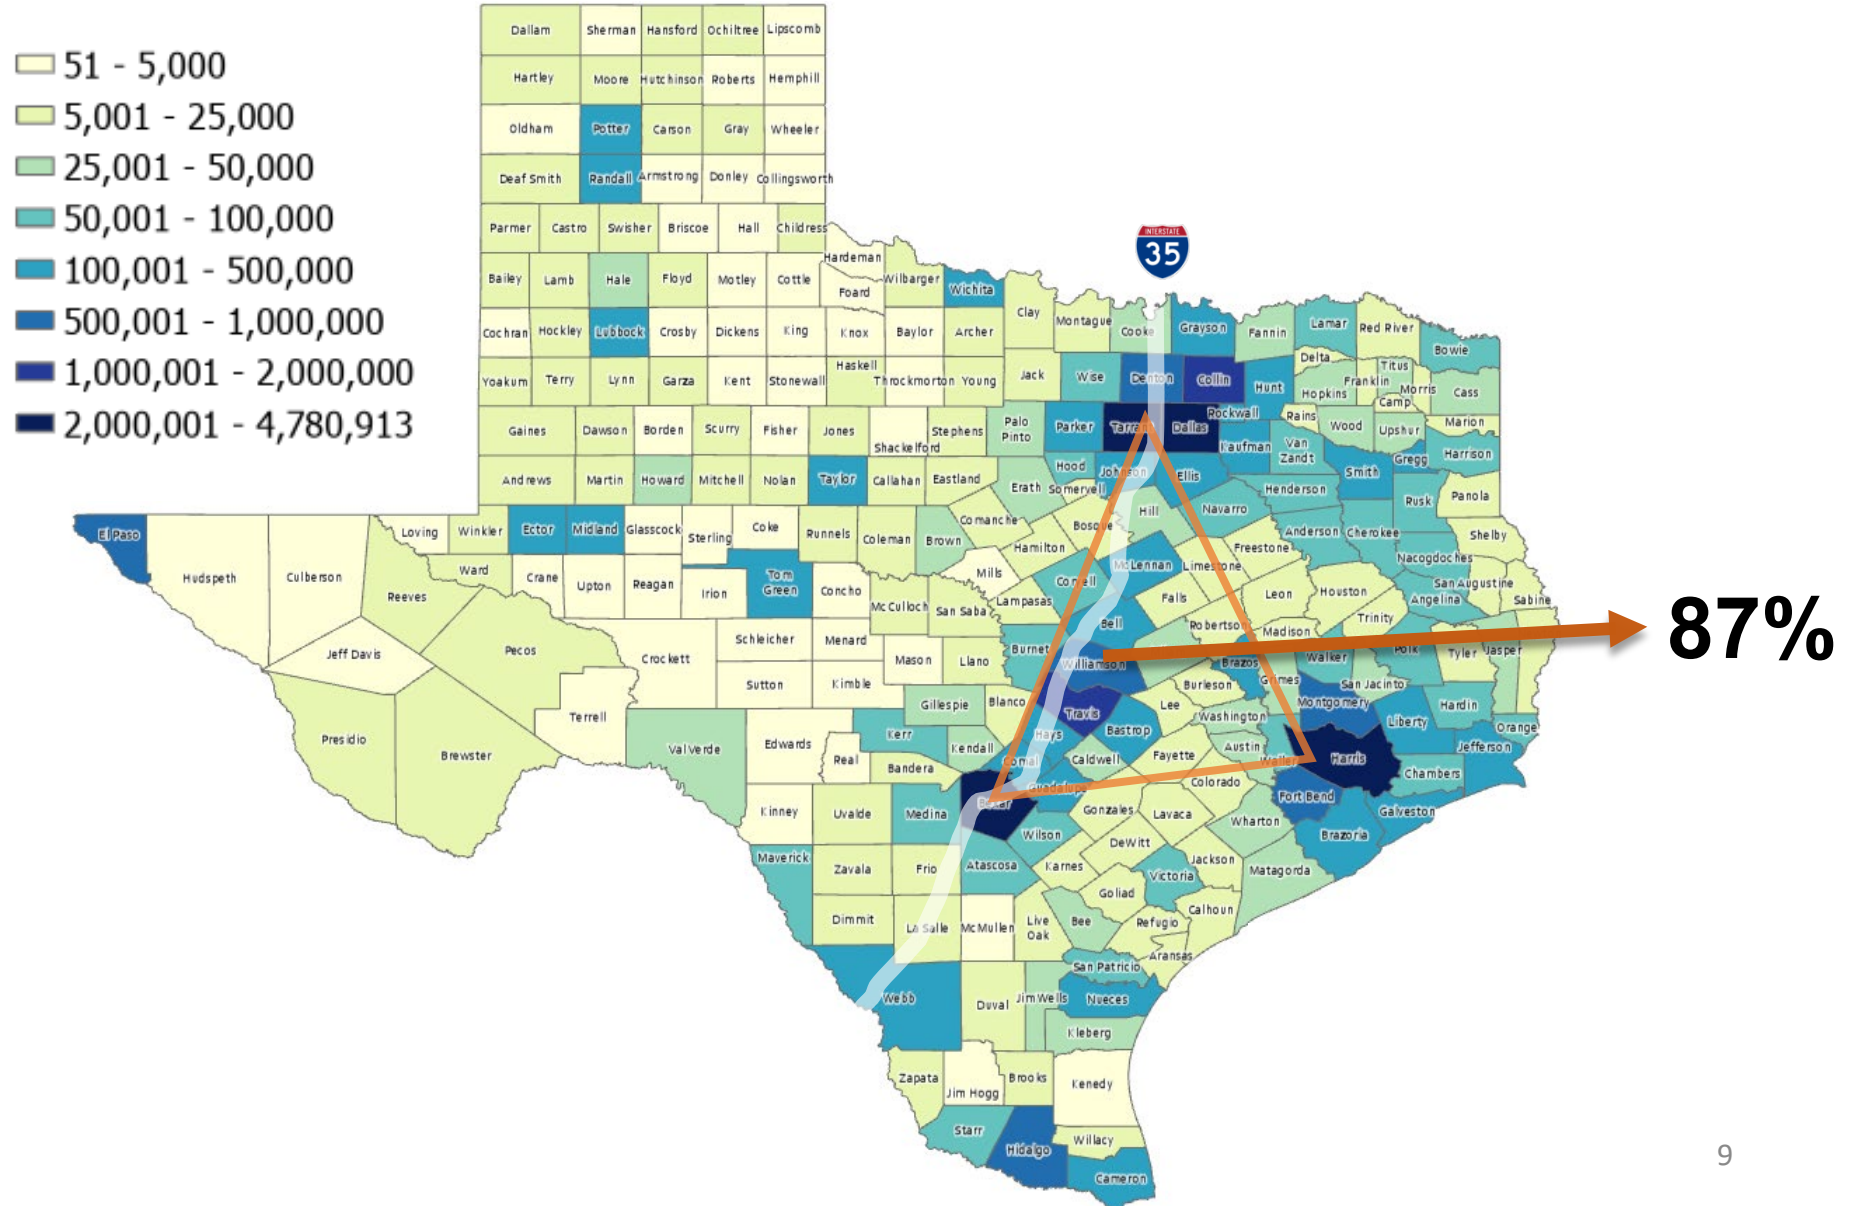 51 - 5,000
5,001 - 25,000
25,001 - 50,000
50,001 - 100,000
100,001 - 500,000
500,001 - 1,000,000
1,000,001 - 2,000,000
2,000,001 - 4,780,913
Dallam Sherman Hansford Ochiltree Lipscomb
Hartley Moore Hutchinson Roberts Hemphill
Oldham Potter Carson Gray Wheeler
Deaf Smith Randall Armstrong Donley Collingsworth
Parmer Castro Swisher Briscoe Hall Childress
Hardeman
Bailey Lamb Hale Floyd Motley Cottle Foard Wilbarger Wichita
INTERSTATE
35
Clay Montague Cooke Grayson Fannin Lamar Red River Bowie
Cochran Hockley Lubbock Crosby Dickens King Knox Baylor Archer
Delta Titus Franklin Morris Cass
Yoakum Terry Lynn Garza Kent Stonewall Haskell Throckmorton Young Jack Wise Denton Collin Hunt Hopkins Camp
Gaines Dawson Borden Scurry Fisher Jones Shackelford Stephens Palo Pinto Parker Tarrant Dallas Rockwall Kaufman Rains Van Zandt Wood Upshur Marion
Andrews Martin Howard Mitchell Nolan Taylor Callahan Eastland Erath Hood Somervell Johnson Ellis Henderson Smith Gregg Harrison
Rusk Panola
El Paso Hudspeth Culberson Loving Winkler Ector Midland Glasscock Sterling Coke Runnels Coleman Brown Comanche Bosque Hill Navarro Anderson Cherokee Shelby
Hamilton Freestone Nacogdoches
Reeves Ward Crane Upton Reagan Irion Tom Green Concho McCulloch San Saba Mills Lampasas Coryell McLennan Limestone Falls Leon Houston San Augustine Angelina Sabine
Jeff Davis Pecos Crockett Schleicher Menard Mason Llano Burnet Bell Robertson Madison Trinity
87%
Williamson Brazos Walker Polk Tyler Jasper
Sutton Kimble Gillespie Blanco Travis Lee Burleson Grimes San Jacinto Montgomery Hardin
Presidio Brewster Terrell Val Verde Edwards Real Kerr Kendall Bandera Hays Comal Bastrop Caldwell Washington Fayette Austin Waller Harris Liberty Orange Jefferson Chambers
Kinney Uvalde Medina Bexar Guadalupe Gonzales Lavaca Colorado Fort Bend Wharton Brazoria Galveston
Maverick Zavala Frio Atascosa Wilson Karnes DeWitt Jackson Matagorda
Victoria Goliad Calhoun
Dimmit La Salle McMullen Live Oak Bee Refugio Aransas
Webb Duval Jim Wells San Patricio Nueces
Kleberg
Zapata Jim Hogg Brooks Kenedy
Starr Hidalgo Willacy
Cameron
9